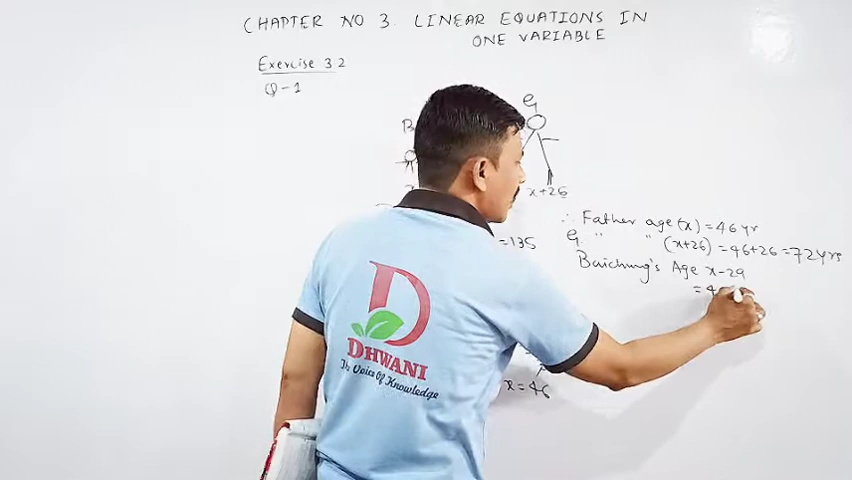 CHAPTER NO 3. LINEAR EQUATIONS IN
ONE VARIABLE
Exercise 3.2
Q-1
G
x+26
=135
x=46
∴ Father age (x) = 46 yr
G " " (x+26) = 46+26 = 72 yrs
Baichung's Age x-29
= 4
D
DHWANI
The Voice Of Knowledge